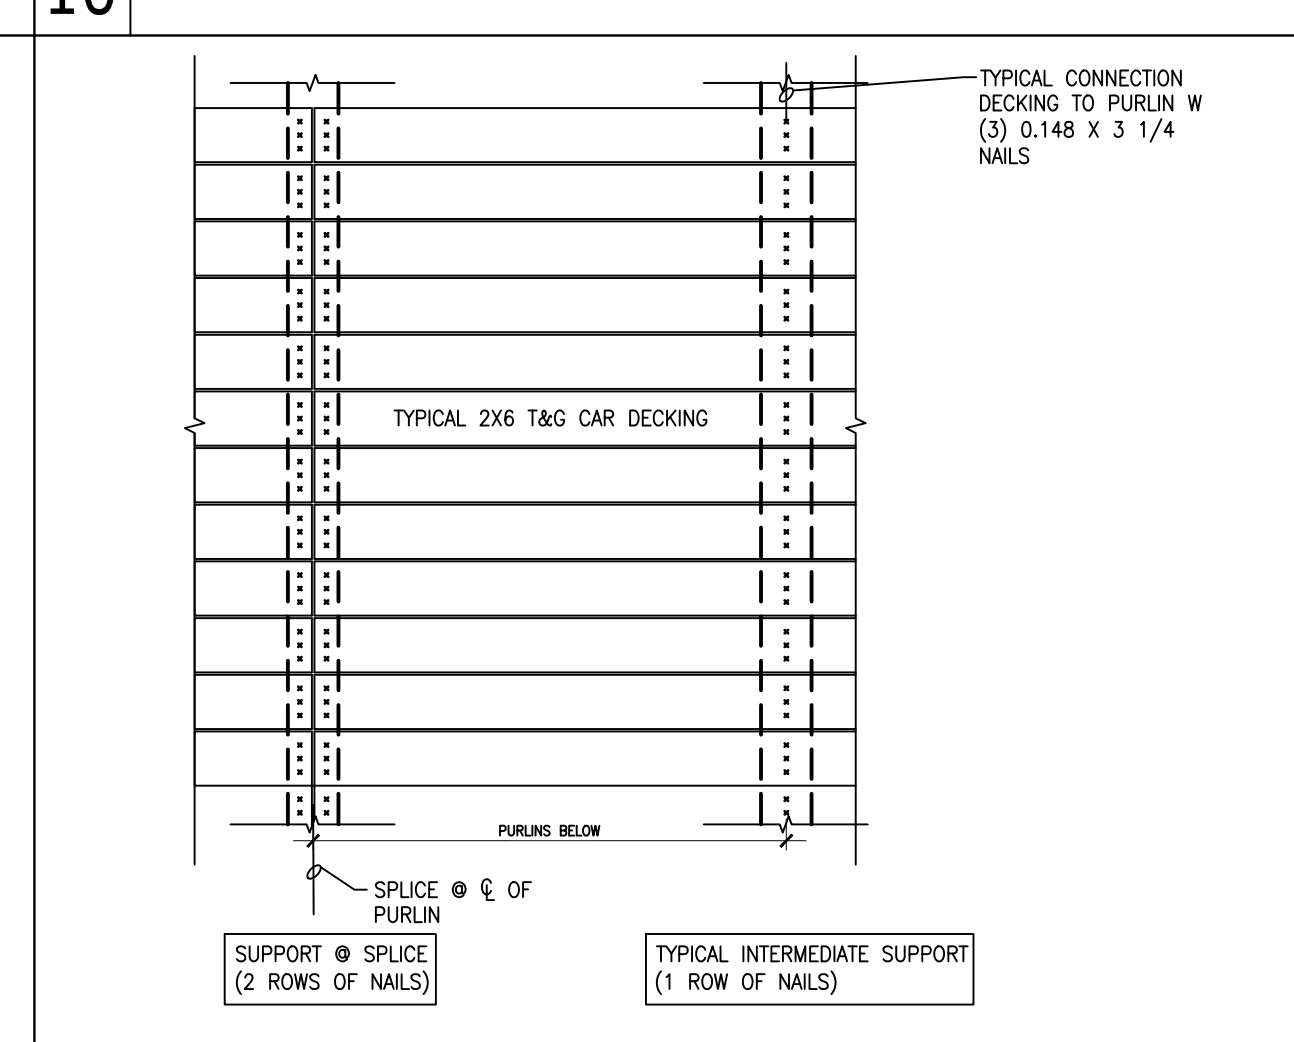 10
TYPICAL CONNECTION
DECKING TO PURLIN W
(3) 0.148 X 3 1/4
NAILS
TYPICAL 2X6 T&G CAR DECKING
PURLINS BELOW
SPLICE @ ℄ OF
PURLIN
SUPPORT @ SPLICE
(2 ROWS OF NAILS)
TYPICAL INTERMEDIATE SUPPORT
(1 ROW OF NAILS)